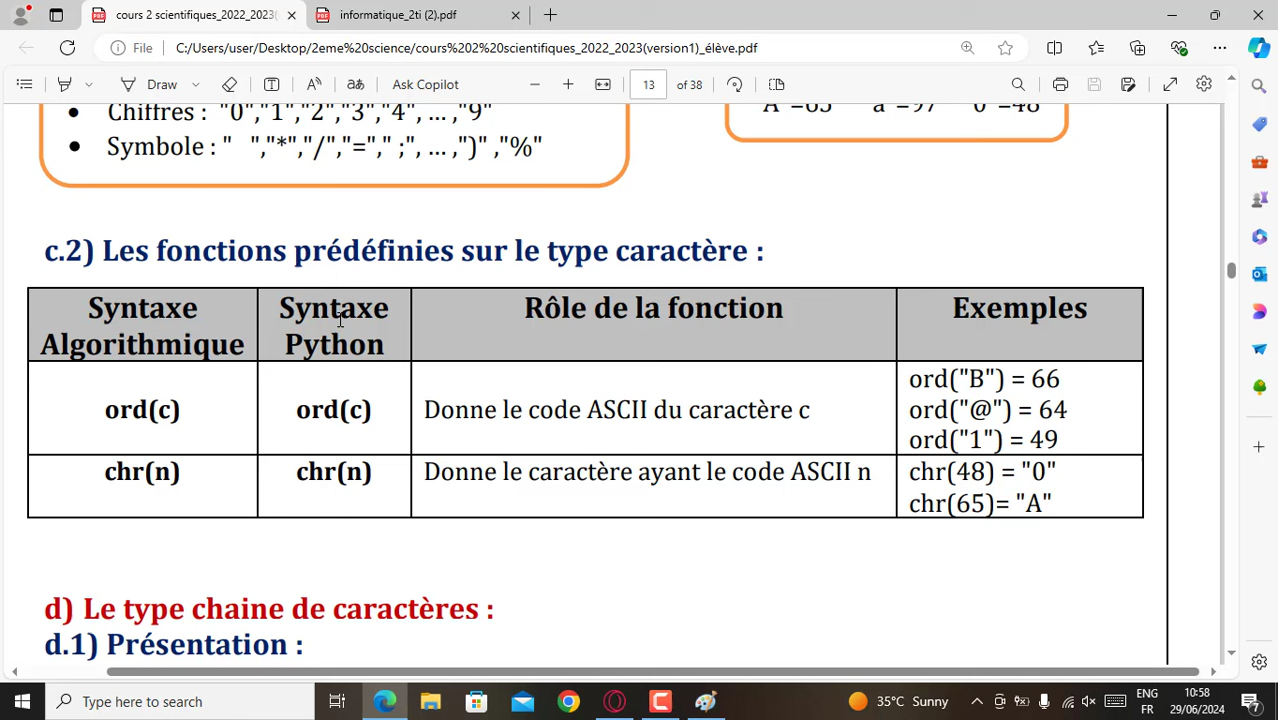 cours 2 scientifiques_2022_2023(
informatique_2ti (2).pdf
File
C:/Users/user/Desktop/2eme%20science/cours%202%20scientifiques_2022_2023(version1)_élève.pdf
Draw
Ask Copilot
13 of 38
• Chiffres : "0","1","2","3","4", … ,"9"
"A"=65 "a"=97 "0"=48
• Symbole : " ","*","/","="," ;", … ,")" ,"%"
c.2) Les fonctions prédéfinies sur le type caractère :
Syntaxe Algorithmique
Syntaxe Python
Rôle de la fonction
Exemples
ord(c)
ord(c)
Donne le code ASCII du caractère c
ord("B") = 66
ord("@") = 64
ord("1") = 49
chr(n)
chr(n)
Donne le caractère ayant le code ASCII n
chr(48) = "0"
chr(65)= "A"
d) Le type chaine de caractères :
d.1) Présentation :
Type here to search
35°C Sunny
ENG
FR
10:58
29/06/2024
7